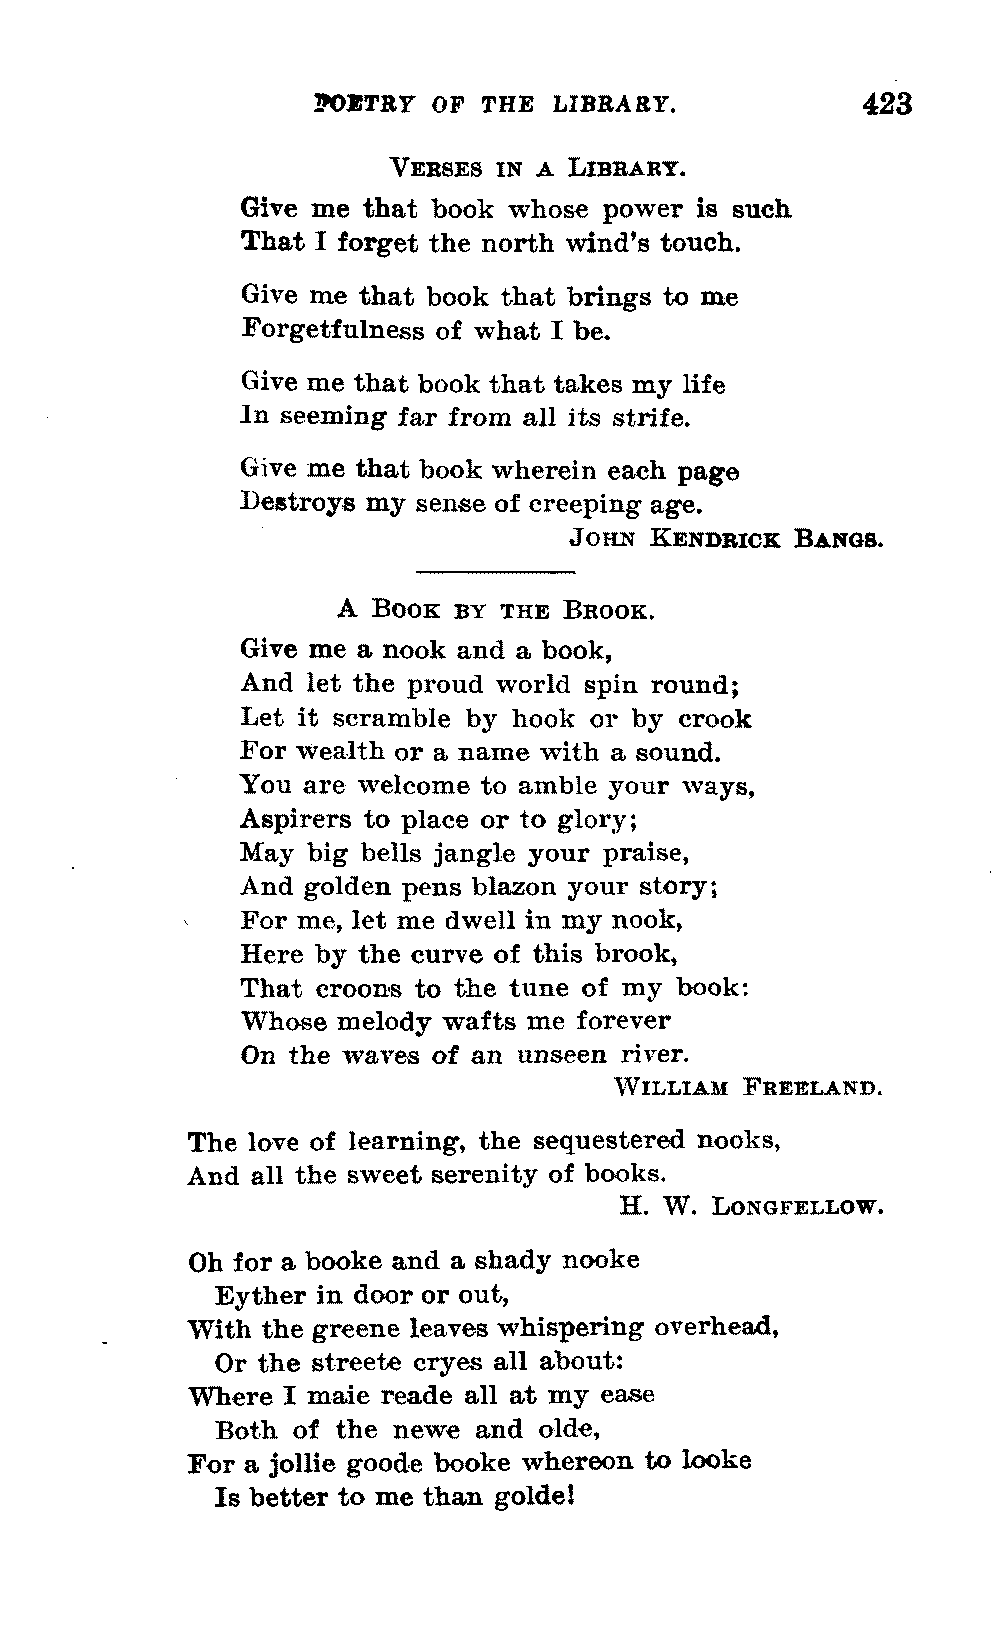 POETRY OF THE LIBRARY. 423
VERSES IN A LIBRARY.
Give me that book whose power is such
That I forget the north wind's touch.
Give me that book that brings to me
Forgetfulness of what I be.
Give me that book that takes my life
In seeming far from all its strife.
Give me that book wherein each page
Destroys my sense of creeping age.
JOHN KENDRICK BANGS.
A BOOK BY THE BROOK.
Give me a nook and a book,
And let the proud world spin round;
Let it scramble by hook or by crook
For wealth or a name with a sound.
You are welcome to amble your ways,
Aspirers to place or to glory;
May big bells jangle your praise,
And golden pens blazon your story;
For me, let me dwell in my nook,
Here by the curve of this brook,
That croons to the tune of my book:
Whose melody wafts me forever
On the waves of an unseen river.
WILLIAM FREELAND.
The love of learning, the sequestered nooks,
And all the sweet serenity of books.
H. W. LONGFELLOW.
Oh for a booke and a shady nooke
Eyther in door or out,
With the greene leaves whispering overhead,
Or the streete cryes all about:
Where I maie reade all at my ease
Both of the newe and olde,
For a jollie goode booke whereon to looke
Is better to me than golde!